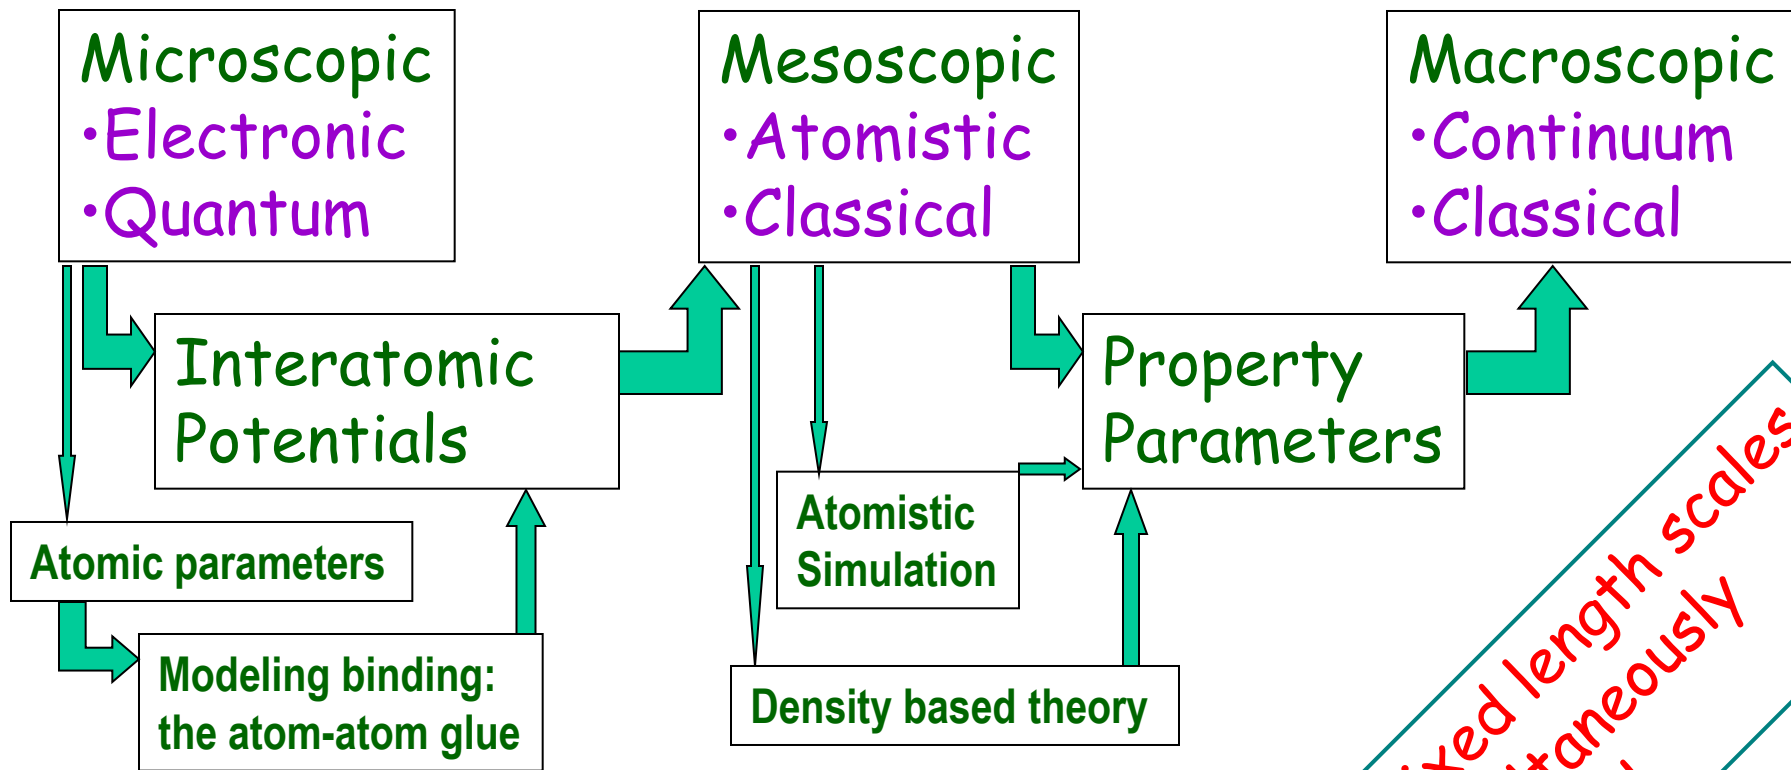 Microscopic
•Electronic
•Quantum
Mesoscopic
•Atomistic
•Classical
Macroscopic
•Continuum
•Classical
Interatomic
Potentials
Property
Parameters
Atomic parameters
Modeling binding:
the atom-atom glue
Atomistic
Simulation
Density based theory
length scales